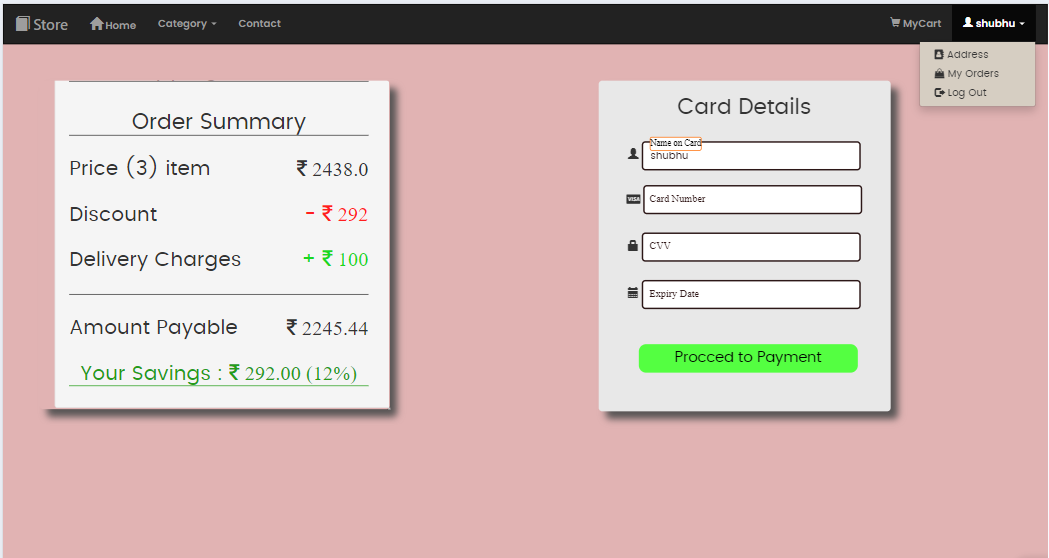 Store Home Category Contact MyCart shubhu
Address
My Orders
Log Out
Order Summary
Price (3) item ₹ 2438.0
Discount - ₹ 292
Delivery Charges + ₹ 100
Amount Payable ₹ 2245.44
Your Savings : ₹ 292.00 (12%)
Card Details
Name on Card
shubhu
VISA Card Number
CVV
Expiry Date
Procced to Payment